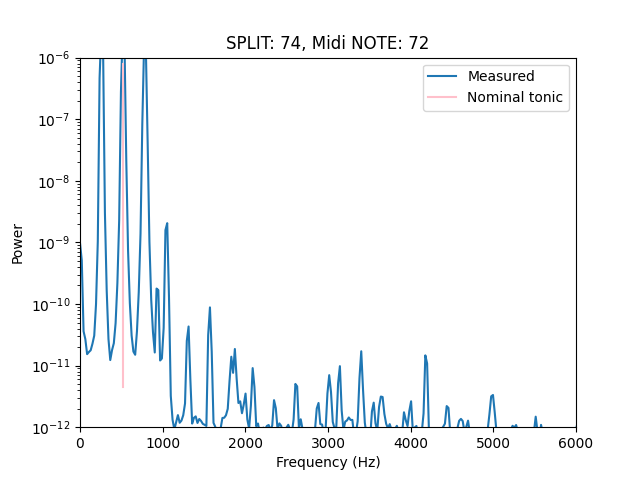 SPLIT: 74, Midi NOTE: 72
Measured
Nominal tonic
Power
10⁻⁶
10⁻⁷
10⁻⁸
10⁻⁹
10⁻¹⁰
10⁻¹¹
10⁻¹²
0 1000 2000 3000 4000 5000 6000
Frequency (Hz)